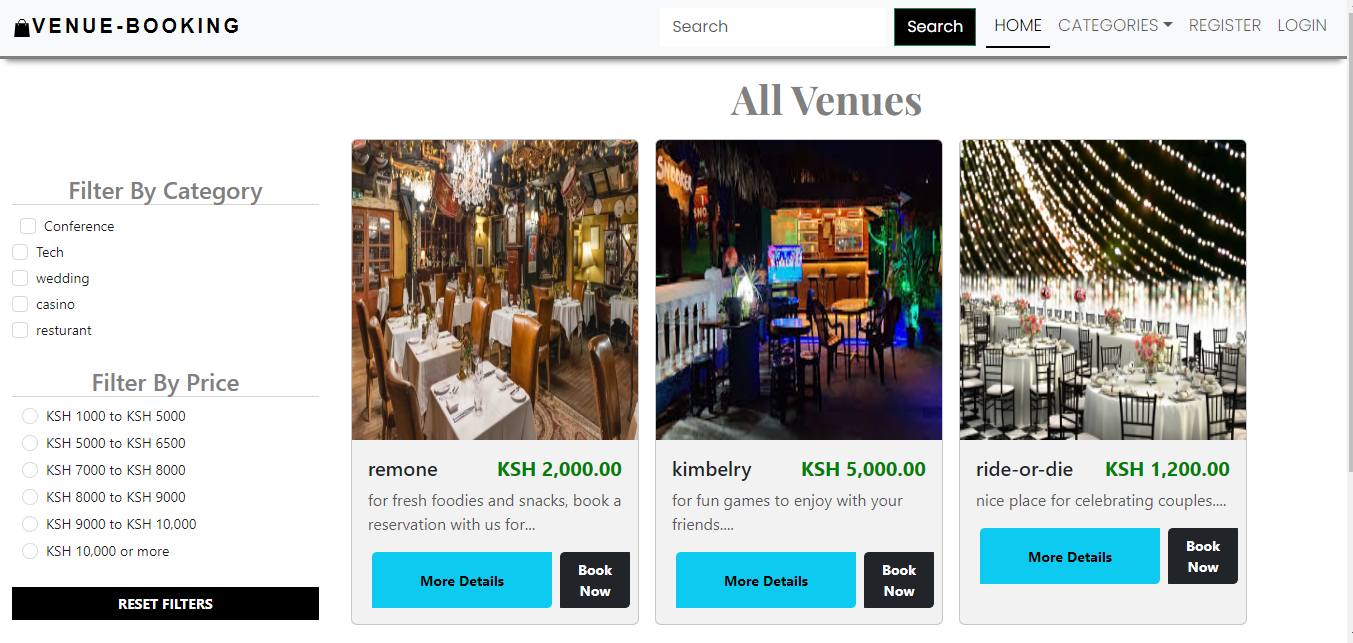 VENUE-BOOKING
Search
Search
HOME
CATEGORIES
REGISTER
LOGIN
All Venues
Filter By Category
Conference
Tech
wedding
casino
resturant
Filter By Price
KSH 1000 to KSH 5000
KSH 5000 to KSH 6500
KSH 7000 to KSH 8000
KSH 8000 to KSH 9000
KSH 9000 to KSH 10,000
KSH 10,000 or more
RESET FILTERS
remone
KSH 2,000.00
for fresh foodies and snacks, book a
reservation with us for...
More Details
Book
Now
kimbelry
KSH 5,000.00
for fun games to enjoy with your
friends....
More Details
Book
Now
ride-or-die
KSH 1,200.00
nice place for celebrating couples....
More Details
Book
Now